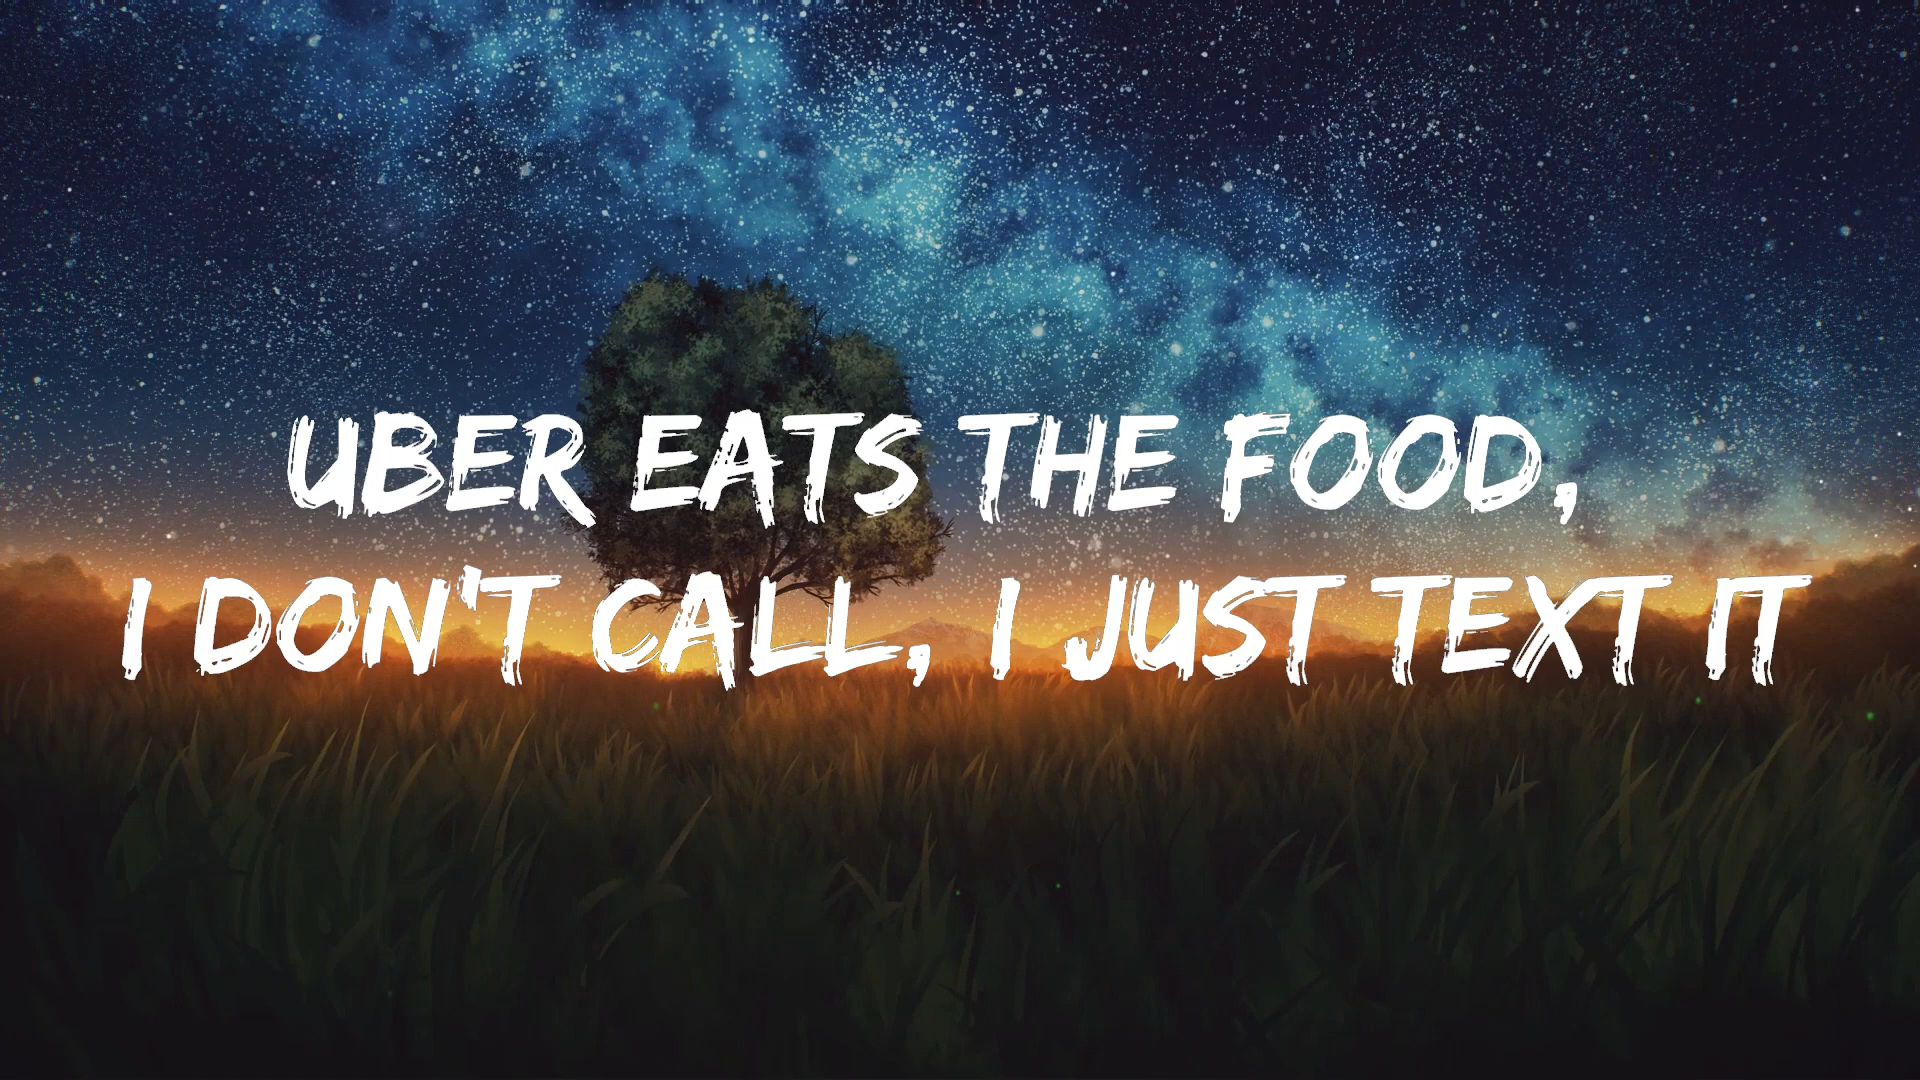 UBER EATS THE FOOD,
I DON'T CALL, I JUST TEXT IT